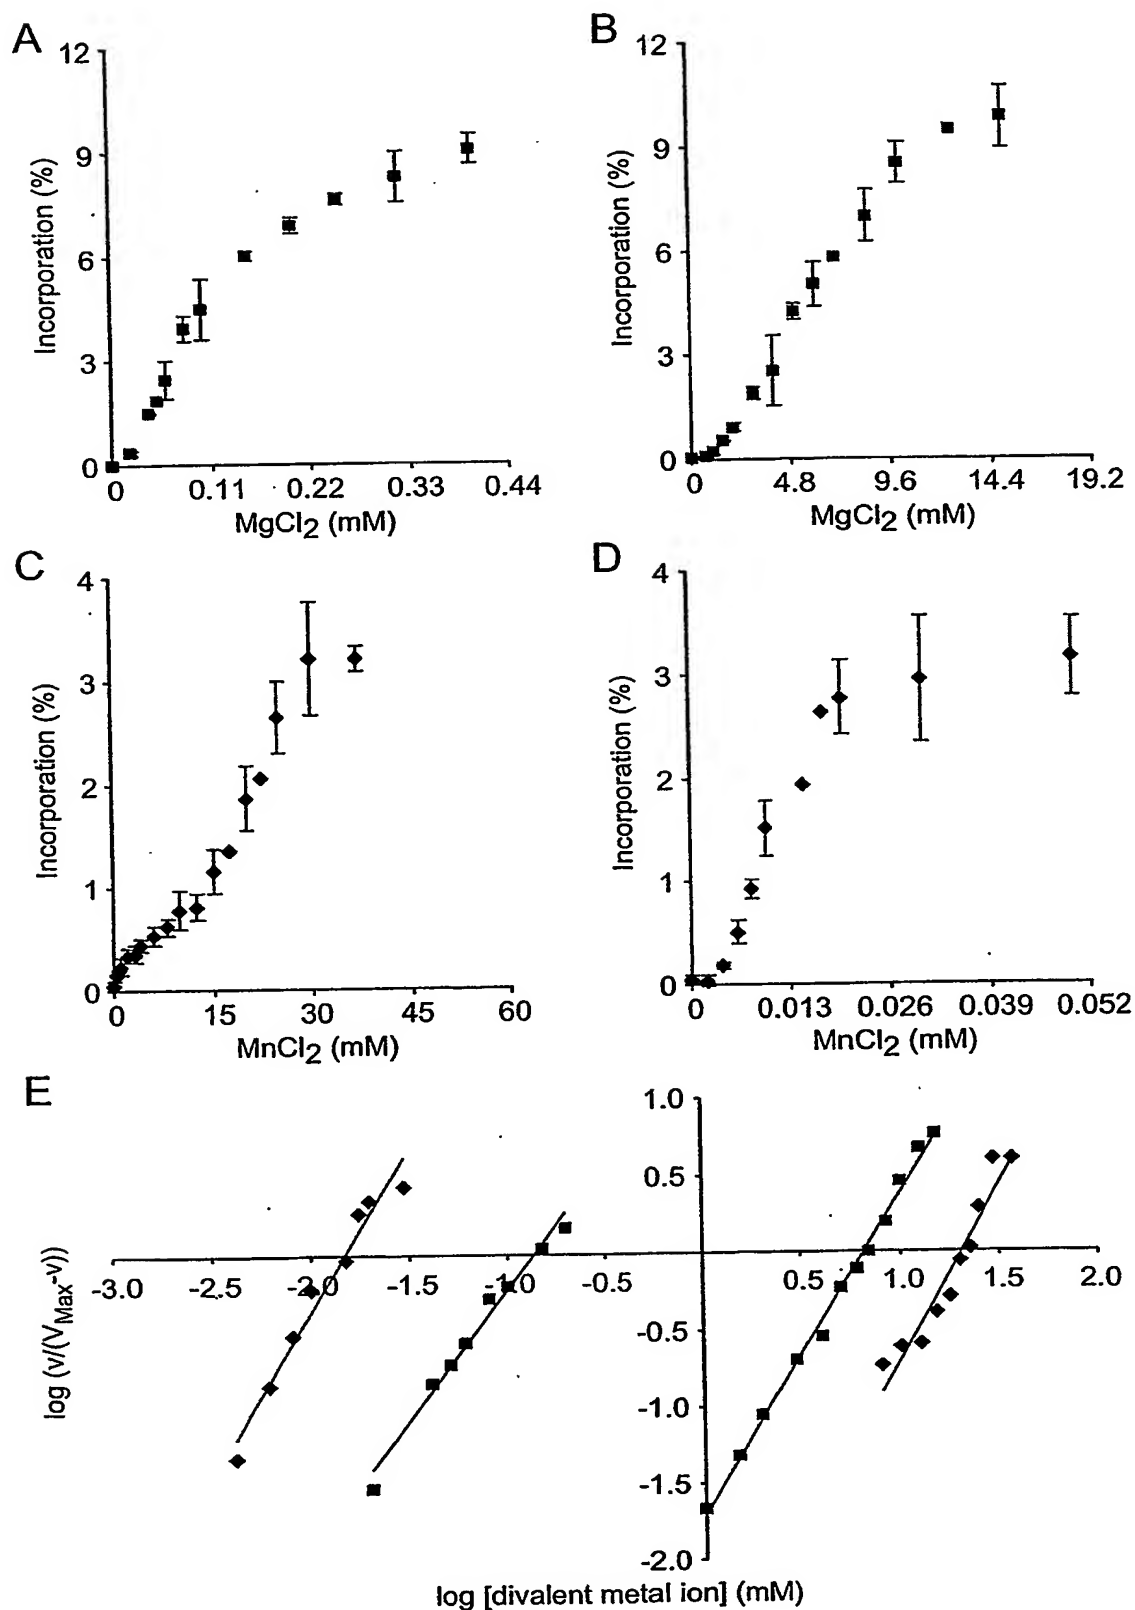 A
12
9
6
3
0
Incorporation (%)
0 0.11 0.22 0.33 0.44
MgCl2 (mM)
B
12
9
6
3
0
Incorporation (%)
0 4.8 9.6 14.4 19.2
MgCl2 (mM)
C
4
3
2
1
0
Incorporation (%)
0 15 30 45 60
MnCl2 (mM)
D
4
3
2
1
0
Incorporation (%)
0 0.013 0.026 0.039 0.052
MnCl2 (mM)
E
1.0
0.5
-3.0 -2.5 -2.0 -1.5 -1.0 -0.5 0.5 1.0 1.5 2.0
-0.5
-1.0
-1.5
-2.0
log (v/(VMax-v))
log [divalent metal ion] (mM)